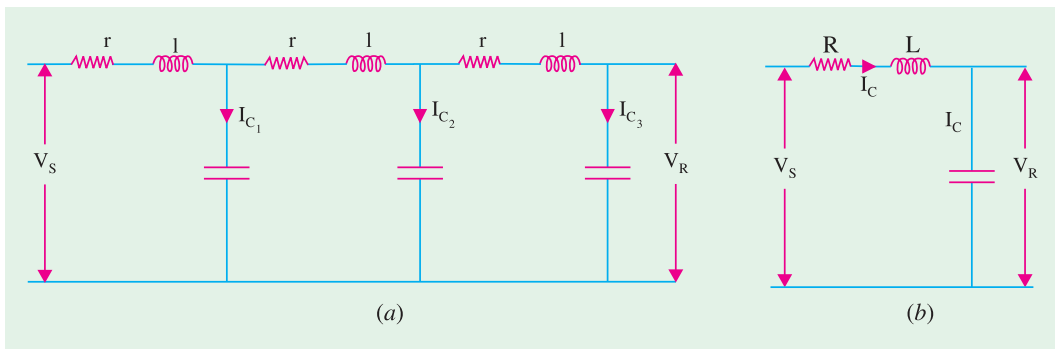 r l r l r l
R L
I_C
I_C₁ I_C₂ I_C₃
I_C
V_S V_R
V_S V_R
(a)
(b)